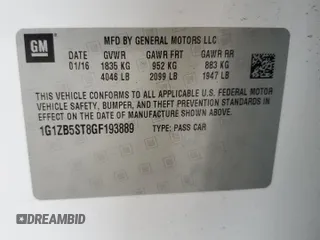 GM
MFD BY GENERAL MOTORS LLC
DATE GVWR GAWR FRT GAWR RR
01/16 1835 KG 952 KG 883 KG
4046 LB 2099 LB 1947 LB
THIS VEHICLE CONFORMS TO ALL APPLICABLE U.S. FEDERAL MOTOR
VEHICLE SAFETY, BUMPER, AND THEFT PREVENTION STANDARDS
IN EFFECT ON THE DATE OF MANUFACTURE SHOWN ABOVE.
1G1ZB5ST8GF193889 TYPE: PASS CAR
© DREAMBID
DREAMBID.COM